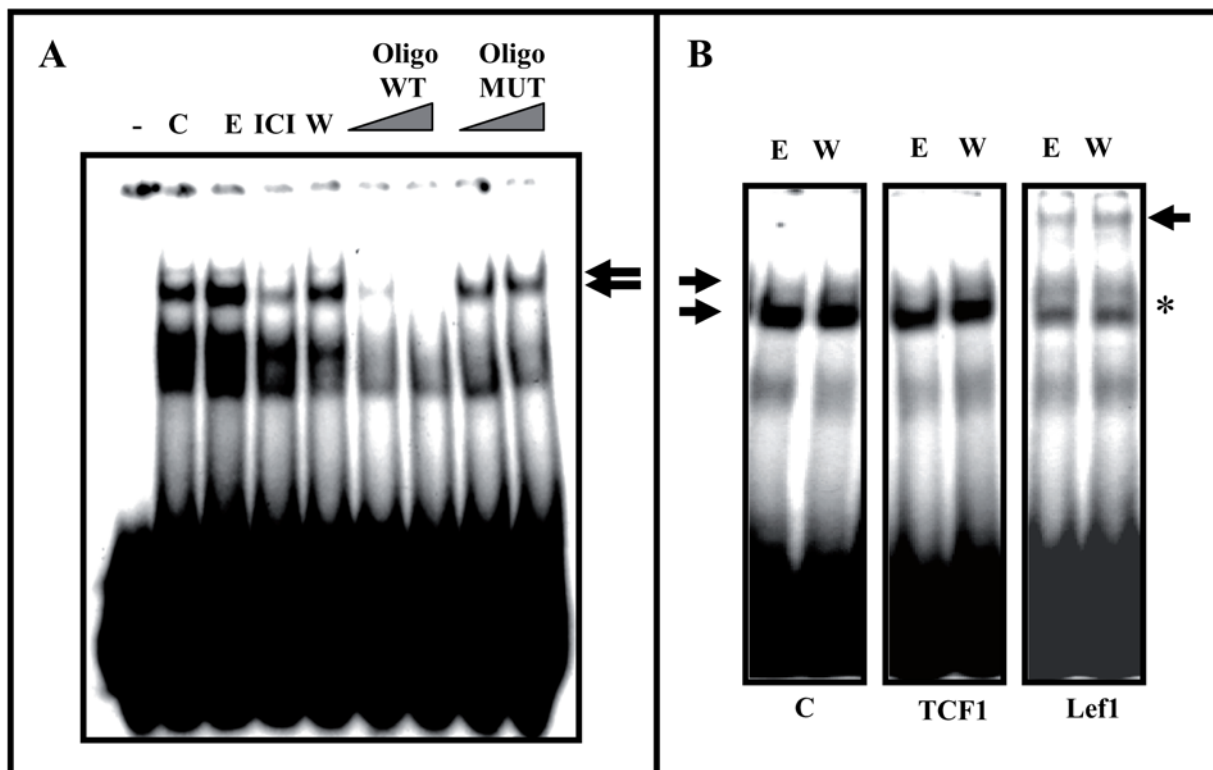 A
Oligo Oligo
WT MUT
- C E ICI W
B
E W E W E W
*
C TCF1 Lef1